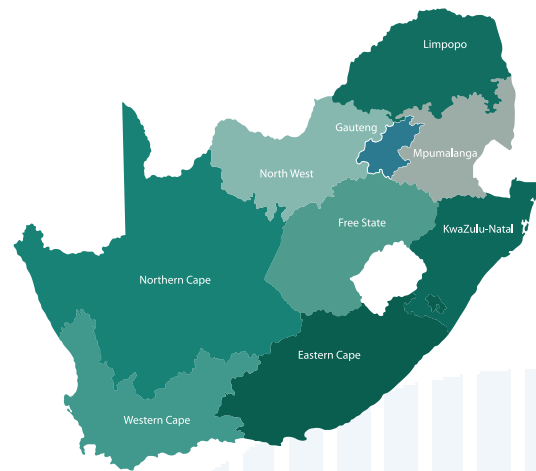 Limpopo
Gauteng
Mpumalanga
North West
Free State
KwaZulu-Natal
Northern Cape
Eastern Cape
Western Cape